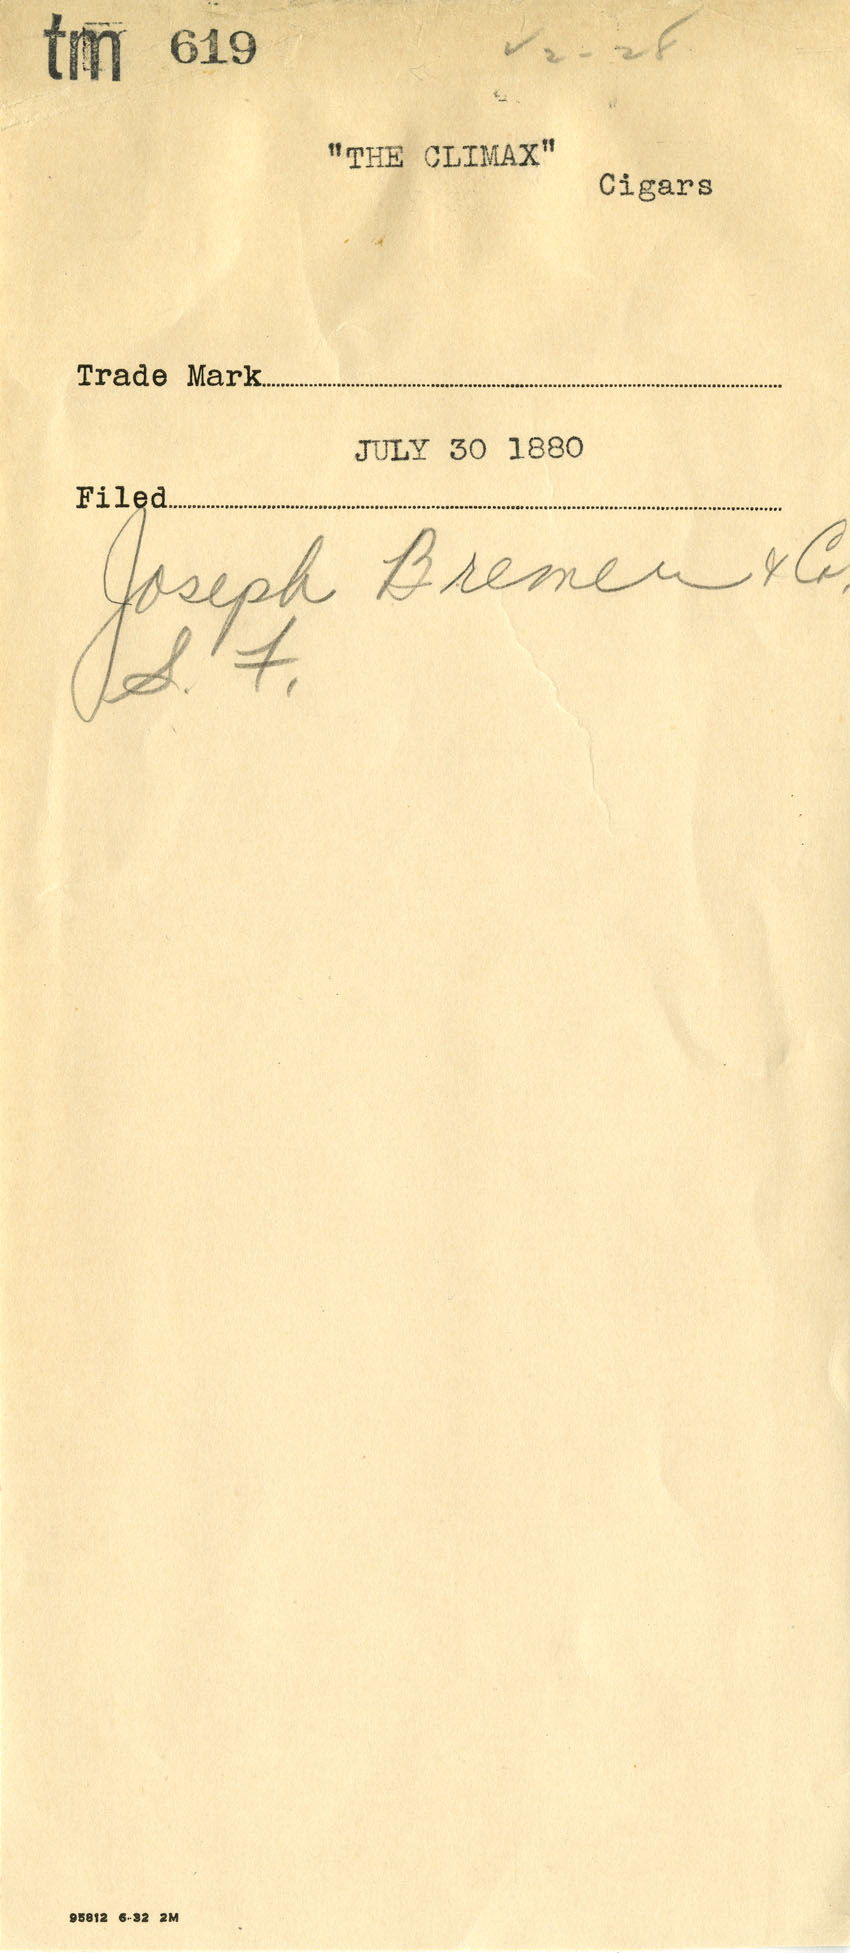 tm 619
"THE CLIMAX"
Cigars
Trade Mark
JULY 30 1880
Filed
Joseph Bremer & Co.
S. F.
95812 6-32 2M